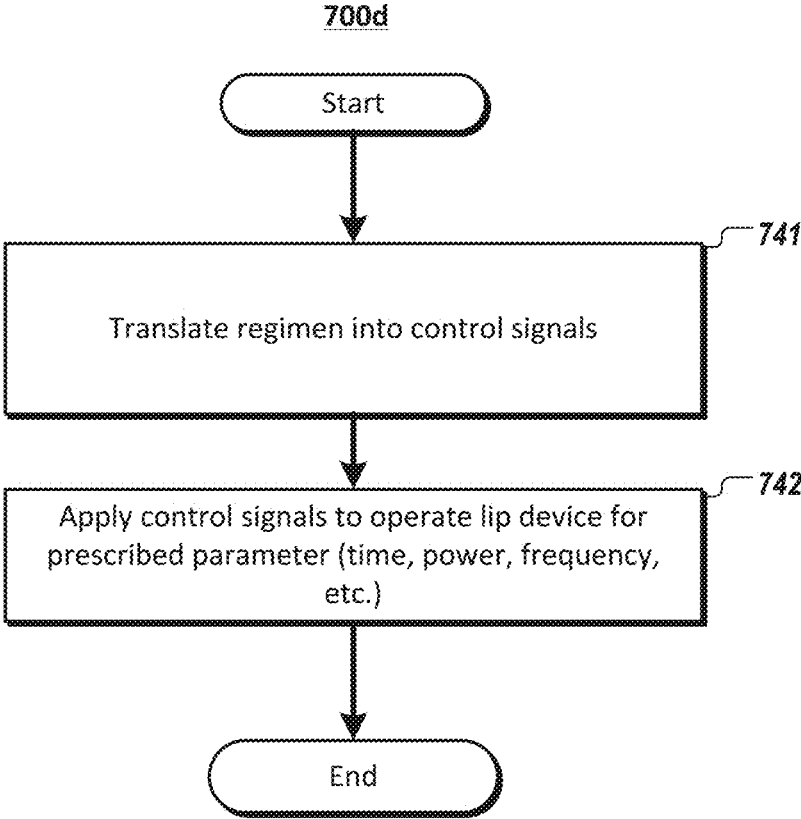 700d
Start
741
Translate regimen into control signals
742
Apply control signals to operate lip device for
prescribed parameter (time, power, frequency,
etc.)
End